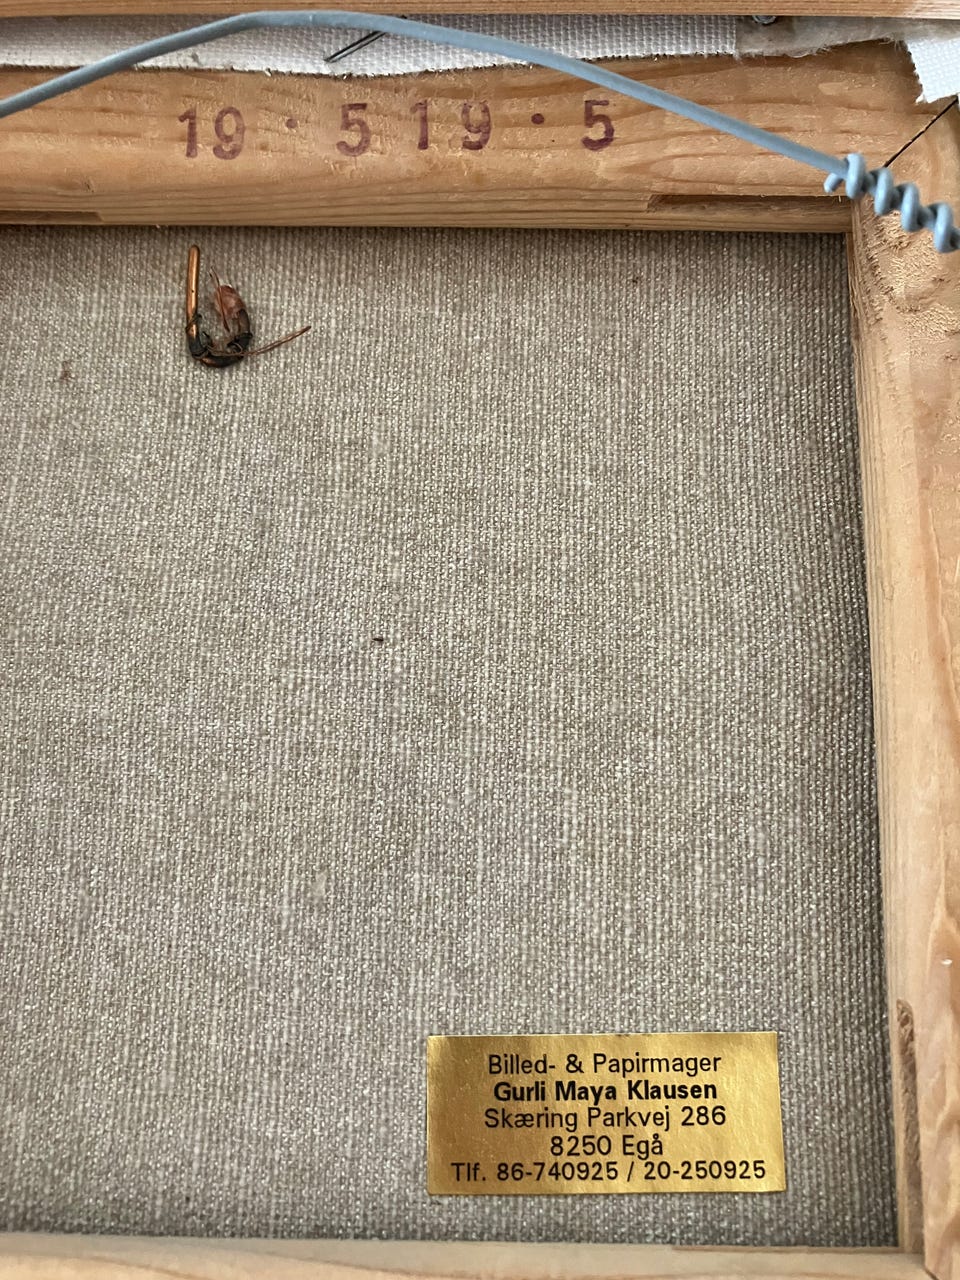 19 · 5 19 · 5
Billed- & Papirmager
Gurli Maya Klausen
Skæring Parkvej 286
8250 Egå
Tlf. 86-740925 / 20-250925